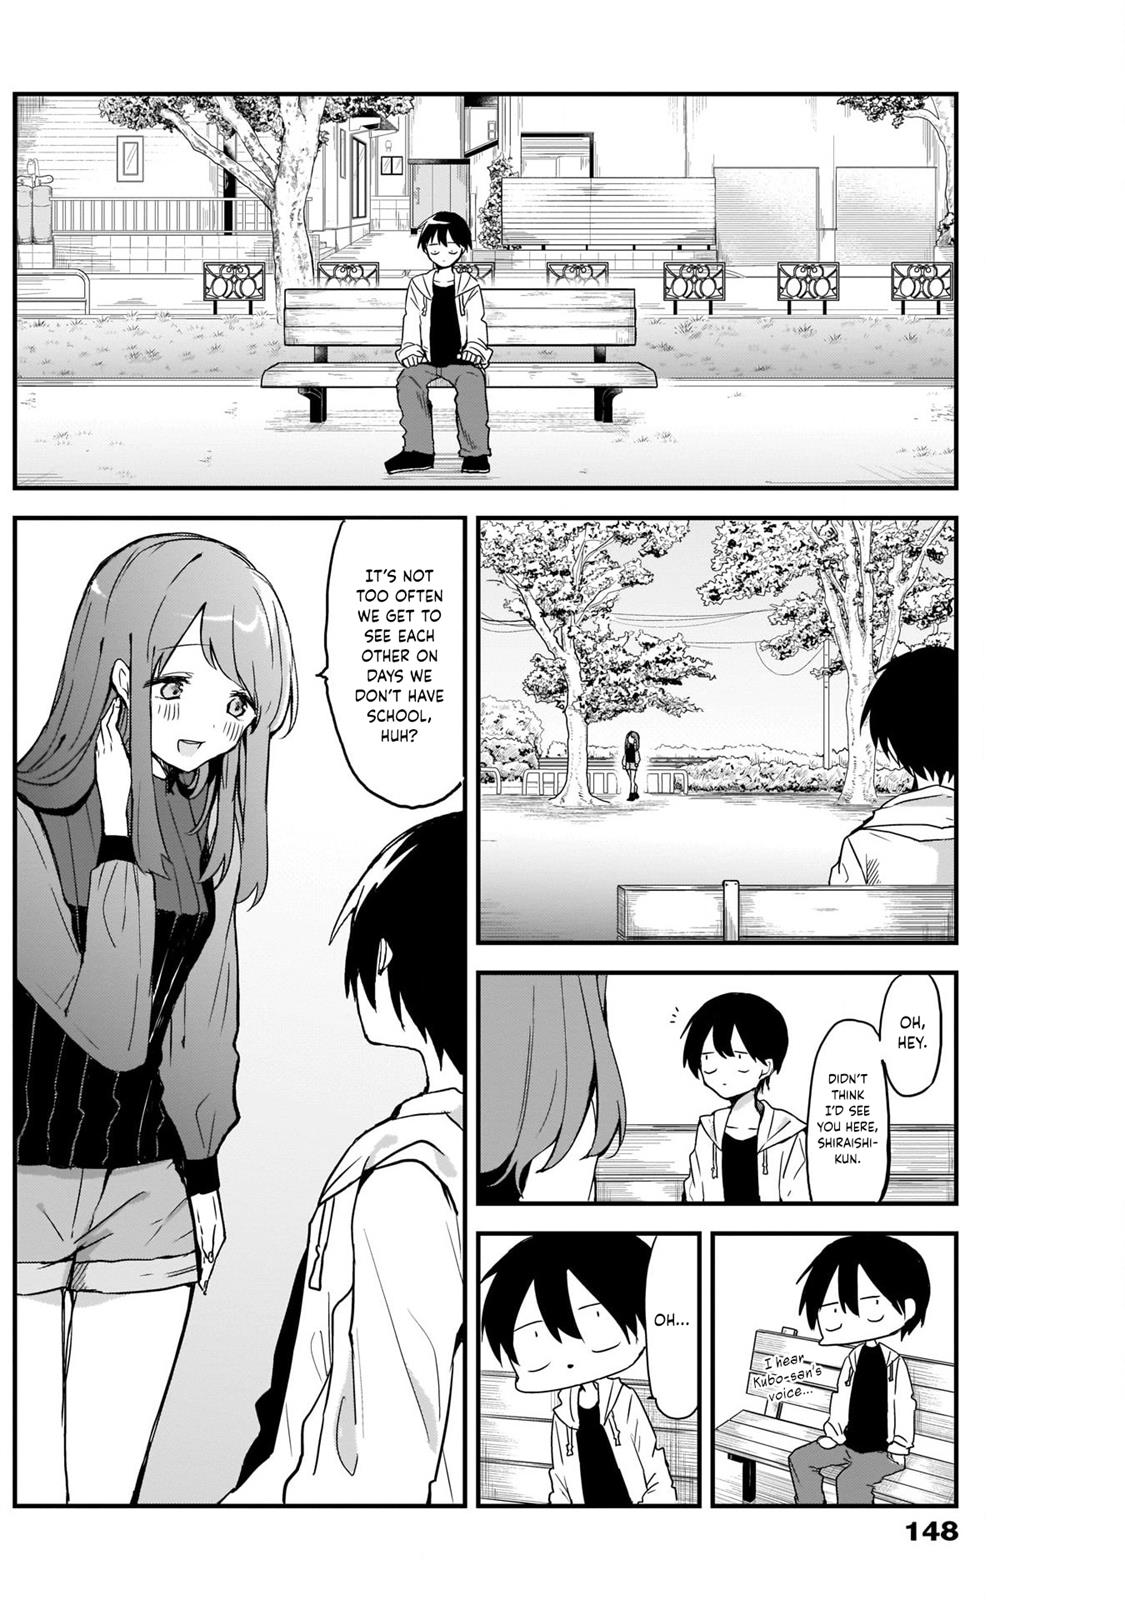 OH,
HEY.
DIDN'T
THINK
I'D SEE
YOU HERE,
SHIRAISHI-
KUN.
I hear
Kubo-san's
voice...
OH...
IT'S NOT
TOO OFTEN
WE GET TO
SEE EACH
OTHER ON
DAYS WE
DON'T HAVE
SCHOOL,
HUH?
148